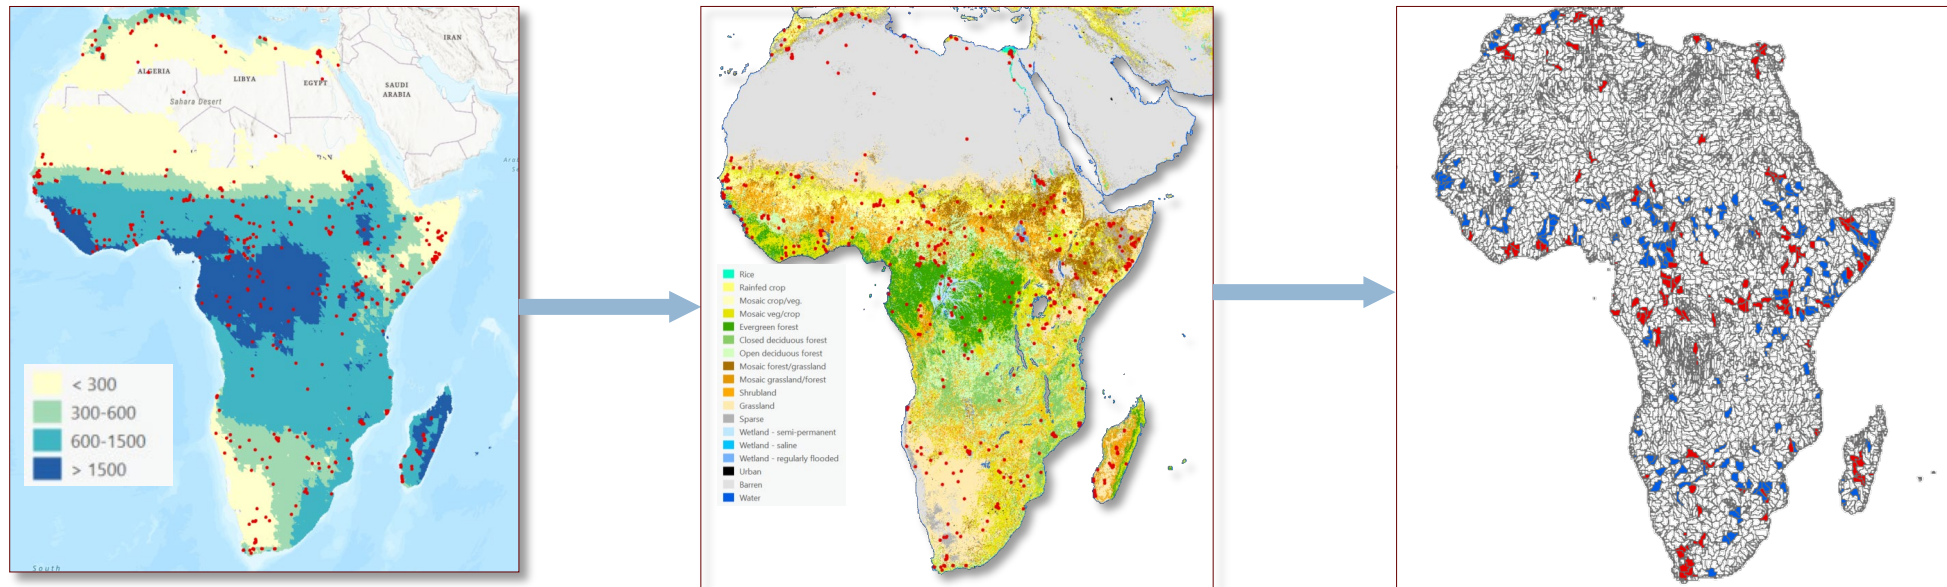 IRAN
ALGERIA
LIBYA
EGYPT
SAUDI
ARABIA
Sahara Desert
< 300
300-600
600-1500
> 1500
South
Rice
Rainfed crop
Mosaic crop/veg.
Mosaic veg/crop
Evergreen forest
Closed deciduous forest
Open deciduous forest
Mosaic forest/grassland
Mosaic grassland/forest
Shrubland
Grassland
Sparse
Wetland - semi-permanent
Wetland - saline
Wetland - regularly flooded
Urban
Barren
Water